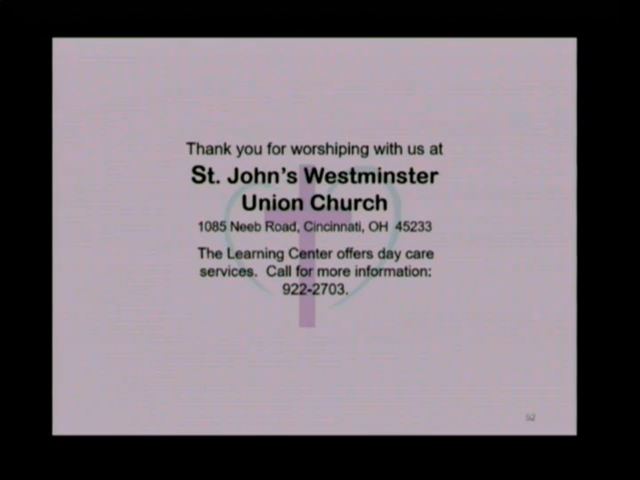 Thank you for worshiping with us at
St. John's Westminster
Union Church
1085 Neeb Road, Cincinnati, OH 45233
The Learning Center offers day care
services. Call for more information:
922-2703.
52